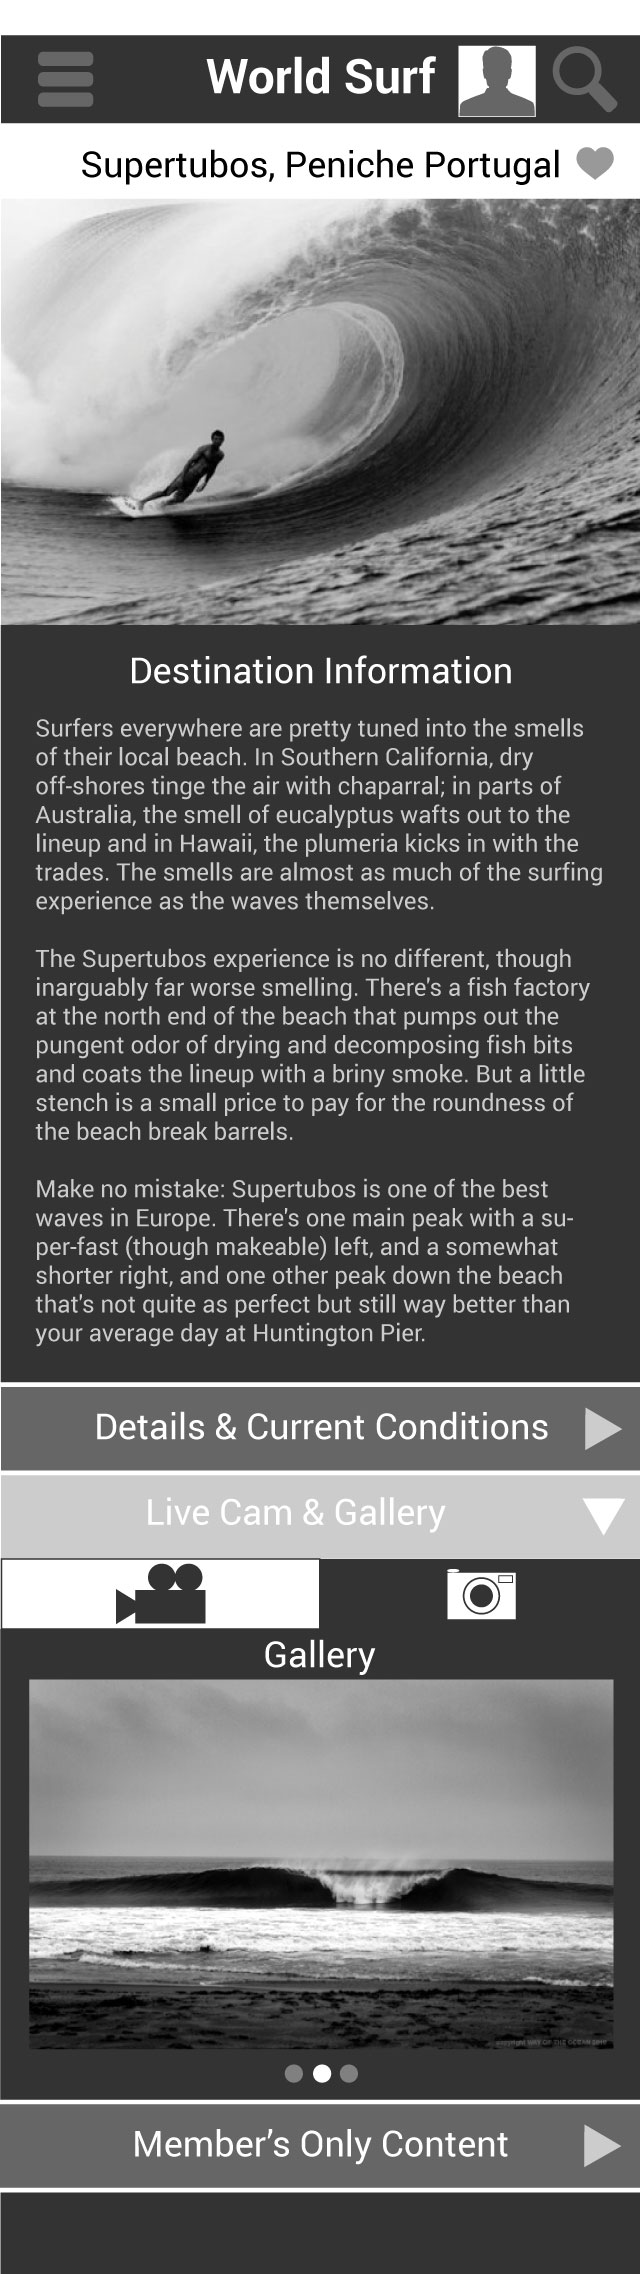 World Surf
Supertubos, Peniche Portugal
Destination Information
Surfers everywhere are pretty tuned into the smells
of their local beach. In Southern California, dry
off-shores tinge the air with chaparral; in parts of
Australia, the smell of eucalyptus wafts out to the
lineup and in Hawaii, the plumeria kicks in with the
trades. The smells are almost as much of the surfing
experience as the waves themselves.
The Supertubos experience is no different, though
inarguably far worse smelling. There's a fish factory
at the north end of the beach that pumps out the
pungent odor of drying and decomposing fish bits
and coats the lineup with a briny smoke. But a little
stench is a small price to pay for the roundness of
the beach break barrels.
Make no mistake: Supertubos is one of the best
waves in Europe. There's one main peak with a su-
per-fast (though makeable) left, and a somewhat
shorter right, and one other peak down the beach
that's not quite as perfect but still way better than
your average day at Huntington Pier.
Details & Current Conditions
Live Cam & Gallery
Gallery
copyright WAY OF THE OCEAN
Member’s Only Content